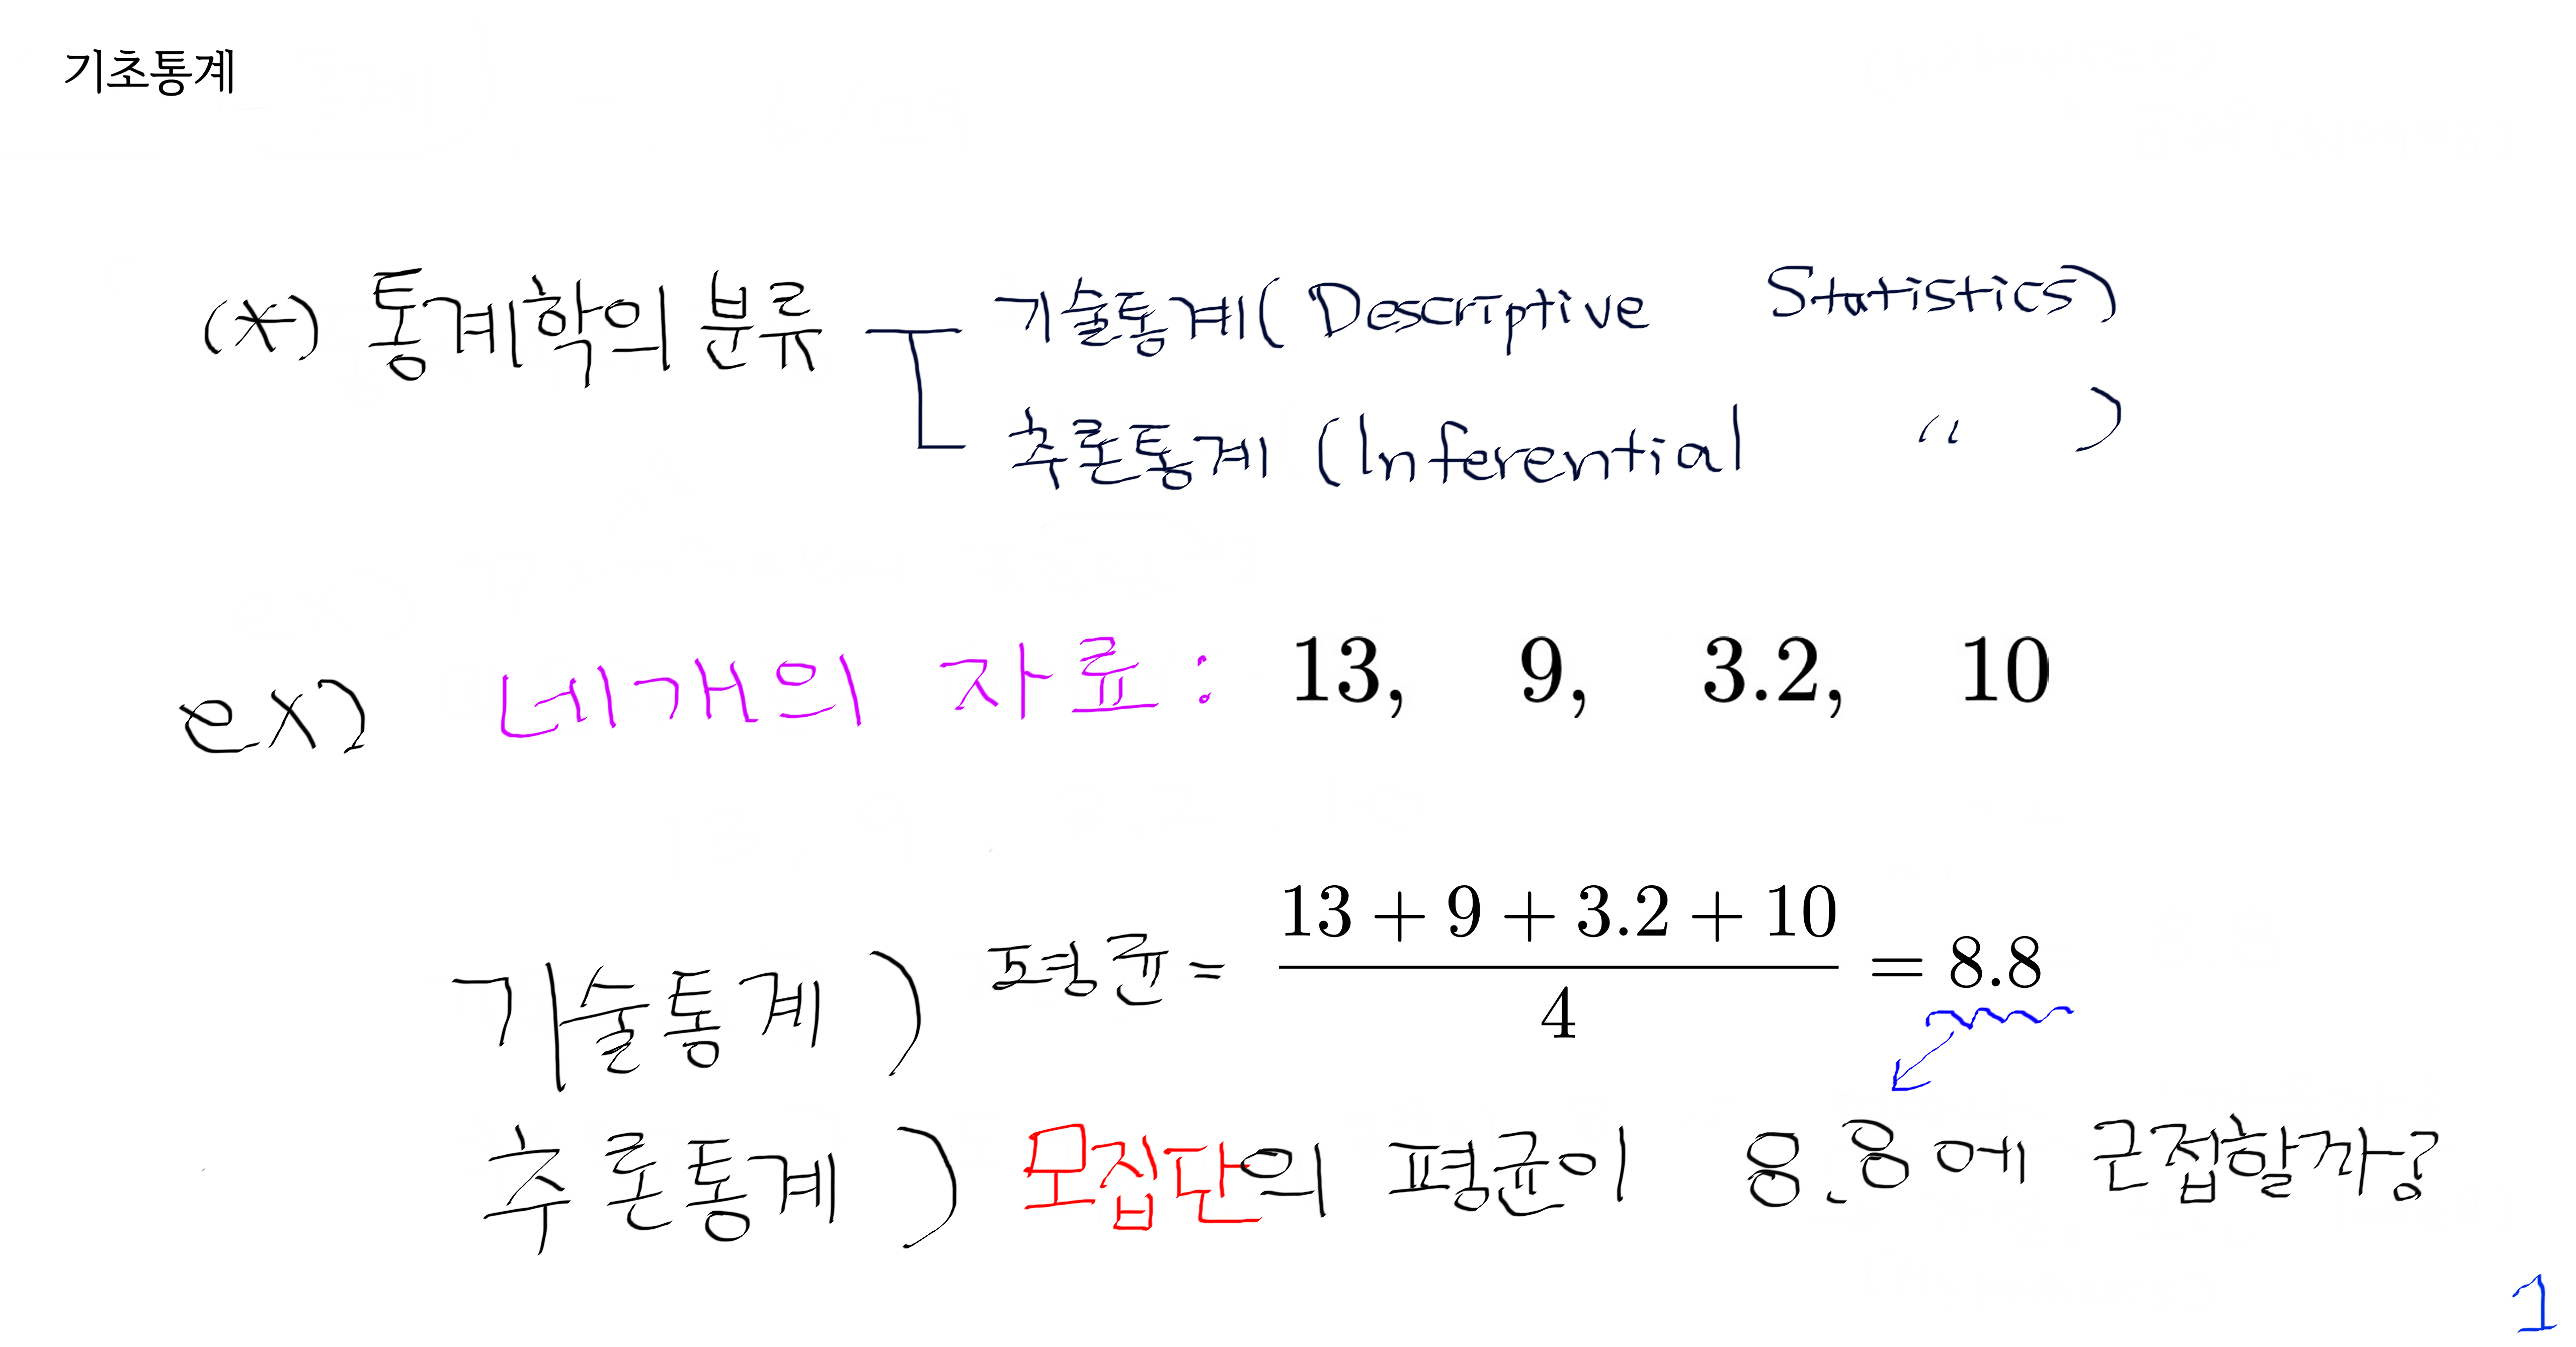 기초통계
(*) 통계학의 분류 기술통계( Descriptive Statistics)
추론통계 (Inferential 〃 )
ex) 네개의 자료 : 13, 9, 3.2, 10
기술통계 ) 평균 = \frac{13 + 9 + 3.2 + 10}{4} = 8.8
추론통계 ) 모집단의 평균이 8.8에 근접할까?
1